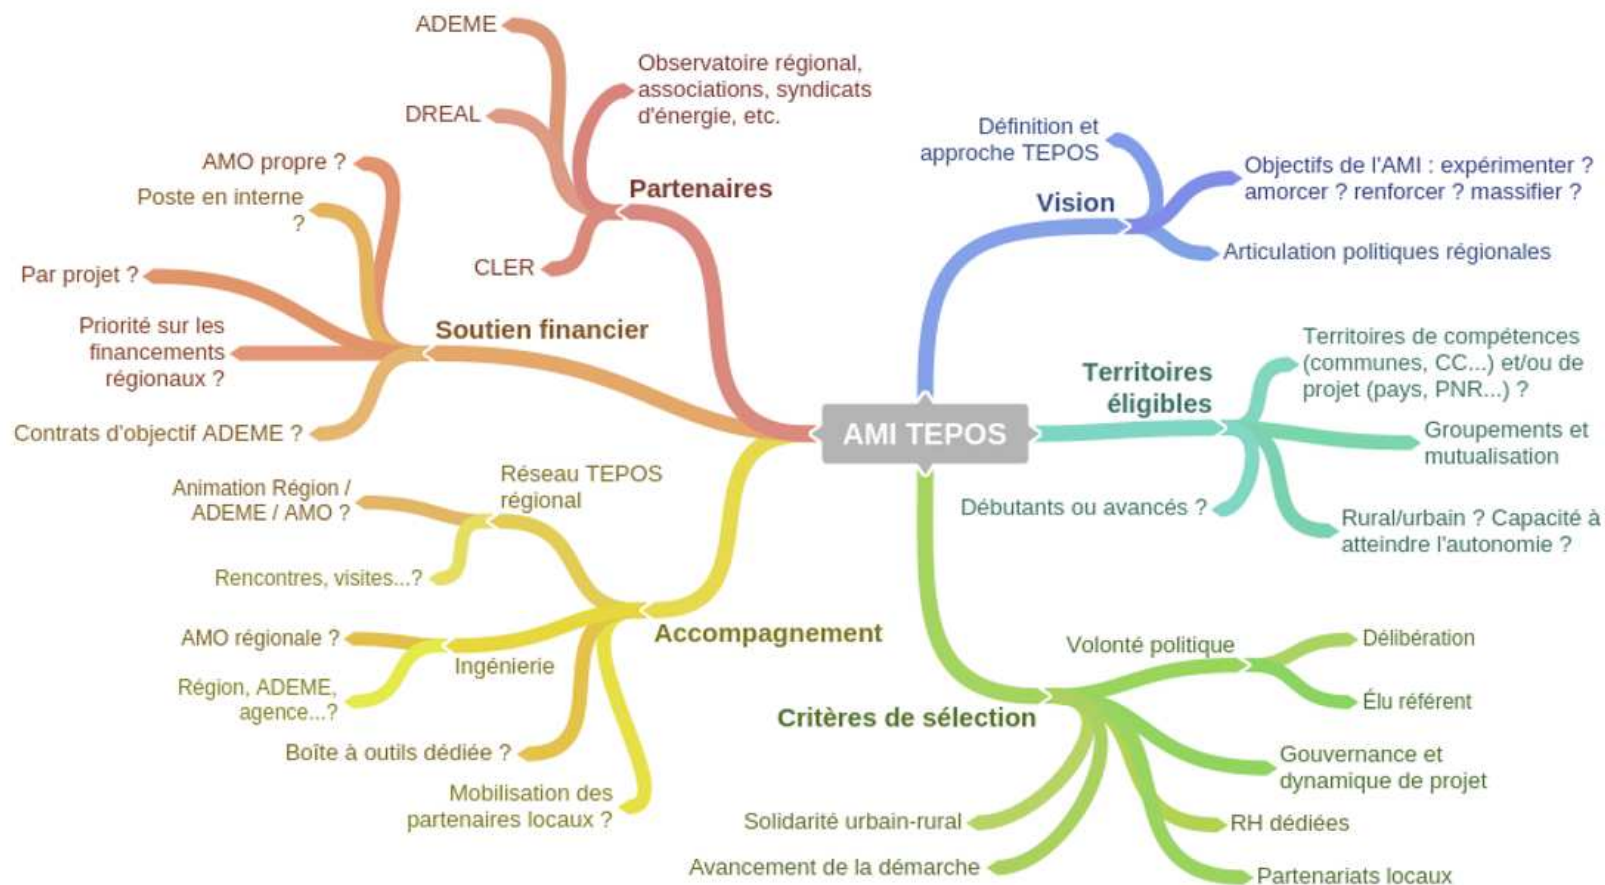 ADEME
DREAL
Observatoire régional,
associations, syndicats
d'énergie, etc.
Partenaires
CLER
AMO propre ?
Poste en interne
?
Par projet ?
Priorité sur les
financements
régionaux ?
Soutien financier
Contrats d'objectif ADEME ?
Réseau TEPOS
régional
Animation Région /
ADEME / AMO ?
Rencontres, visites...?
Accompagnement
AMO régionale ?
Ingénierie
Région, ADEME,
agence...?
Boîte à outils dédiée ?
Mobilisation des
partenaires locaux ?
AMI TEPOS
Définition et
approche TEPOS
Vision
Objectifs de l'AMI : expérimenter ?
amorcer ? renforcer ? massifier ?
Articulation politiques régionales
Territoires
éligibles
Territoires de compétences
(communes, CC...) et/ou de
projet (pays, PNR...) ?
Groupements et
mutualisation
Débutants ou avancés ?
Rural/urbain ? Capacité à
atteindre l'autonomie ?
Critères de sélection
Volonté politique
Délibération
Élu référent
Gouvernance et
dynamique de projet
RH dédiées
Partenariats locaux
Solidarité urbain-rural
Avancement de la démarche